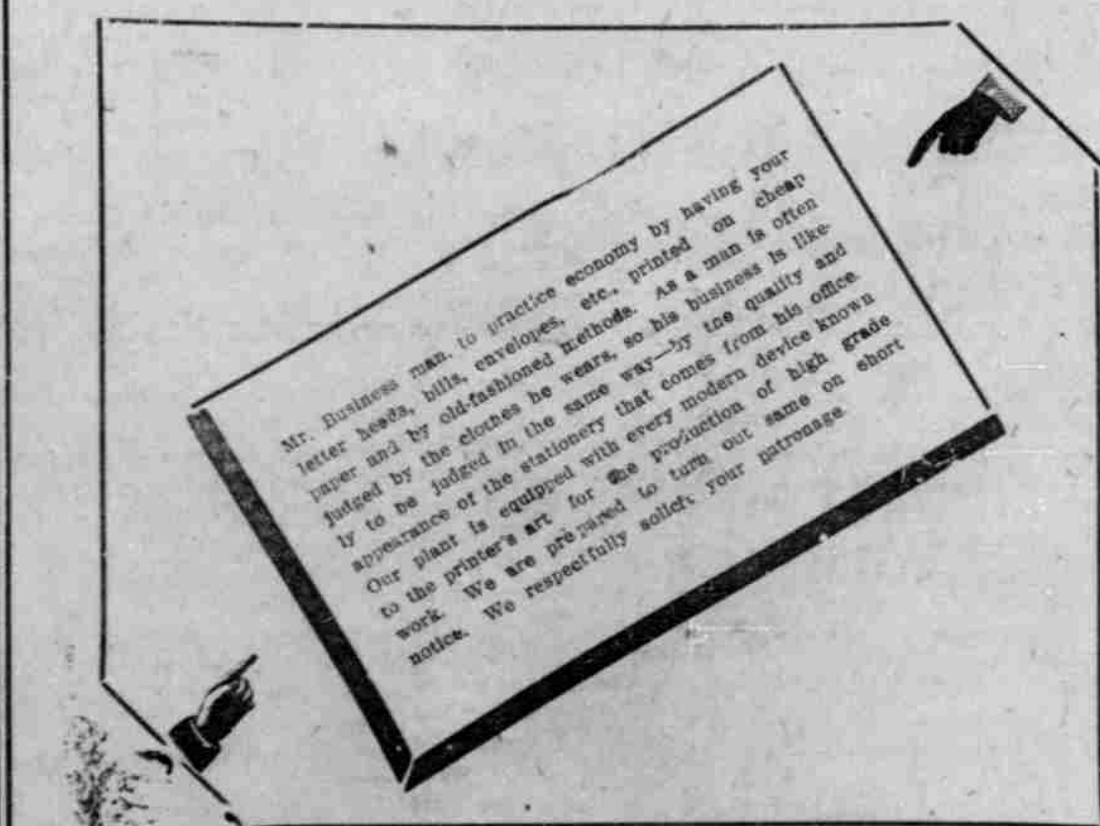 Mr. Business man, to practice economy by having your
letter heads, bills, envelopes, etc., printed on cheap
paper and by old-fashioned methods. As a man is often
judged by the clothes he wears, so his business is like-
ly to be judged in the same way—by tne quality and
appearance of the stationery that comes from his office.
Our plant is equipped with every modern device known
to the printer's art for the production of high grade
work. We are prepared to turn out same on short
notice. We respectfully solicit your patronage.